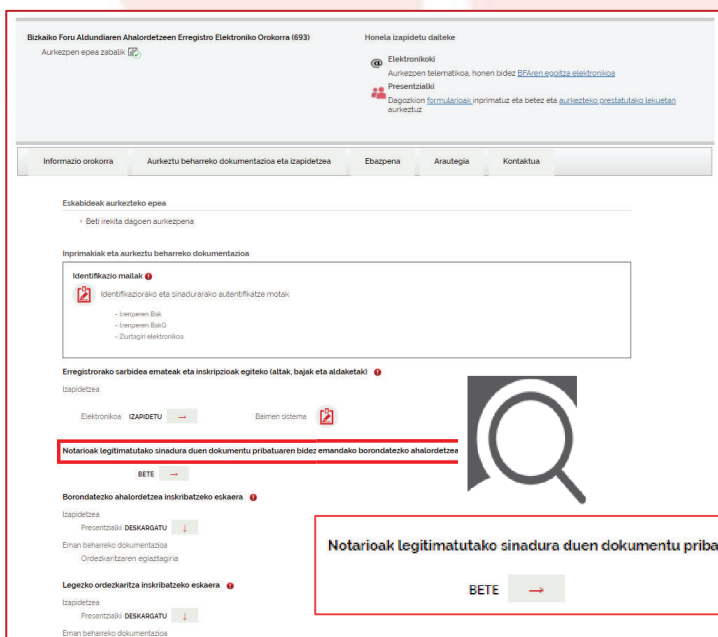 Bizkaiko Foru Aldundiaren Ahalordetzeen Erregistro Elektroniko Orokorra (693)
Aurkezpen epea zabalik
Honela izapidetu daiteke
@ Elektronikoki
Aurkezpen telematikoa, honen bidez BFAren egoitza elektronikoa
Presentzialki
Dagozkion formularioak inprimatuz eta betez eta aurkezteko prestatutako lekuetan
aurkeztuz
Informazio orokorra Aurkeztu beharreko dokumentazioa eta izapidetzea Ebazpena Arautegia Kontaktua
Eskabideak aurkezteko epea
Beti irekita dagoen aurkezpena
Inprimakiak eta aurkeztu beharreko dokumentazioa
Identifikazio mailak
Identifikaziorako eta sinadurarako autentifikatze motak
- Irenperen Bak
- Irenperen BakQ
- Ziurtagiri elektronikoa
Erregistrorako sarbidea emateak eta inskripzioak egiteko (altak, bajak eta aldaketak)
Izapidetzea
Elektronikoa IZAPIDETU → Baimen sistema
Notarioak legitimatutako sinadura duen dokumentu pribatuaren bidez emandako borondatezko ahalordetzea
BETE →
Borondatezko ahalordetzea inskribatzeko eskaera
Izapidetzea
Presentzialki DESKARGATU ↓
Eman beharreko dokumentazioa
Ordezkaritzaren egiaztagiria
Notarioak legitimatutako sinadura duen dokumentu priba
BETE →
Legezko ordezkaritza inskribatzeko eskaera
Izapidetzea
Presentzialki DESKARGATU ↓
Eman beharreko dokumentazioa